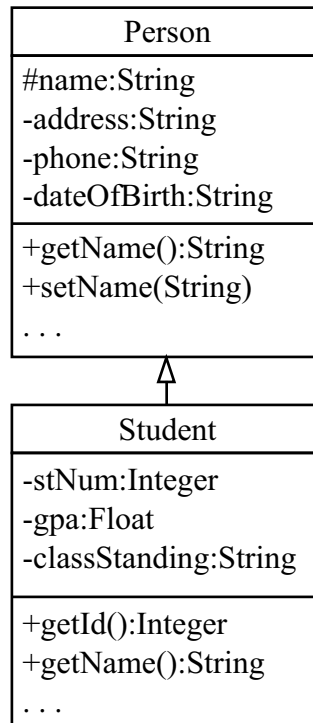 Person
#name:String
-address:String
-phone:String
-dateOfBirth:String
+getName():String
+setName(String)
. . .
Student
-stNum:Integer
-gpa:Float
-classStanding:String
+getId():Integer
+getName():String
. . .